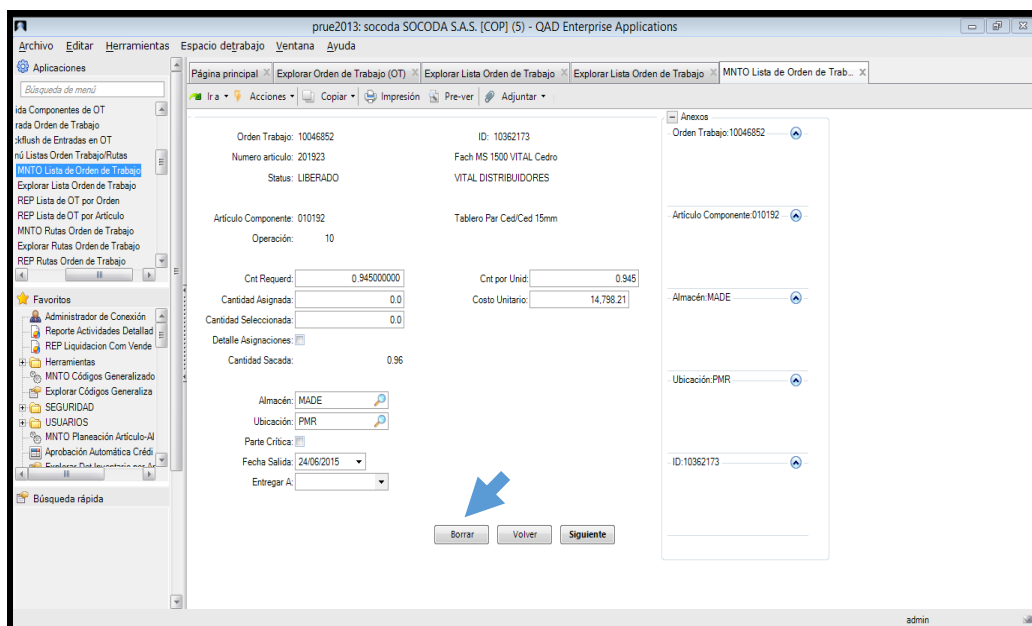 prue2013: socoda SOCODA S.A.S. [COP] (5) - QAD Enterprise Applications
Archivo Editar Herramientas Espacio detrabajo Ventana Ayuda
Aplicaciones
Búsqueda de menú
ida Componentes de OT
rada Orden de Trabajo
kflush de Entradas en OT
nú Listas Orden Trabajo/Rutas
MNTO Lista de Orden de Trabajo
Explorar Lista Orden de Trabajo
REP Lista de OT por Orden
REP Lista de OT por Artículo
MNTO Rutas Orden de Trabajo
Explorar Rutas Orden de Trabajo
REP Rutas Orden de Trabajo
Favoritos
Administrador de Conexión
Reporte Actividades Detallad
REP Liquidacion Com Vende
Herramientas
MNTO Códigos Generalizado
Explorar Códigos Generaliza
SEGURIDAD
USUARIOS
MNTO Planeación Artículo-Al
Aprobación Automática Crédi
Explorar Det Inventario por Ar
Búsqueda rápida
Página principal Explorar Orden de Trabajo (OT) Explorar Lista Orden de Trabajo Explorar Lista Orden de Trabajo MNTO Lista de Orden de Trab...
Ir a Acciones Copiar Impresión Pre-ver Adjuntar
Orden Trabajo: 10046852 ID: 10362173
Numero articulo: 201923 Fach MS 1500 VITAL Cedro
Status: LIBERADO VITAL DISTRIBUIDORES
Artículo Componente: 010192 Tablero Par Ced/Ced 15mm
Operación: 10
Cnt Requerd: 0.945000000 Cnt por Unid: 0.945
Cantidad Asignada: 0.0 Costo Unitario: 14,798.21
Cantidad Seleccionada: 0.0
Detalle Asignaciones:
Cantidad Sacada: 0.96
Almacén: MADE
Ubicación: PMR
Parte Crítica:
Fecha Salida: 24/06/2015
Entregar A:
Borrar Volver Siguiente
Anexos
Orden Trabajo:10046852
Artículo Componente:010192
Almacén:MADE
Ubicación:PMR
ID:10362173
admin